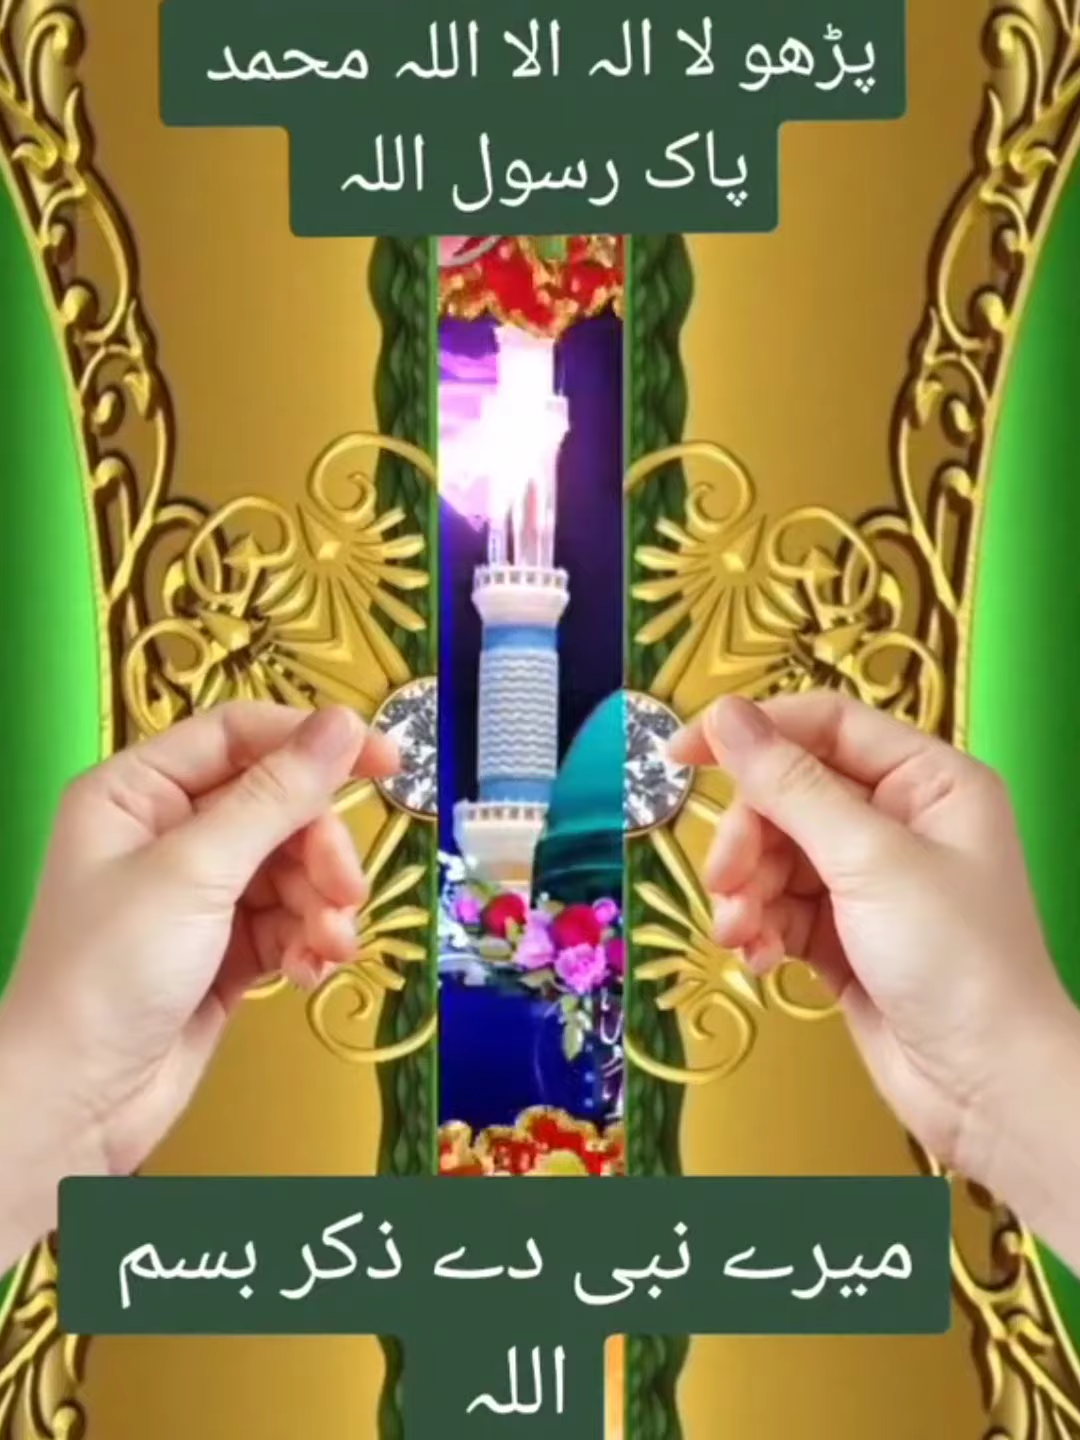 پڑھو لا الہ الا اللہ محمد
پاک رسول اللہ
میرے نبی دے ذکر بسم
اللہ